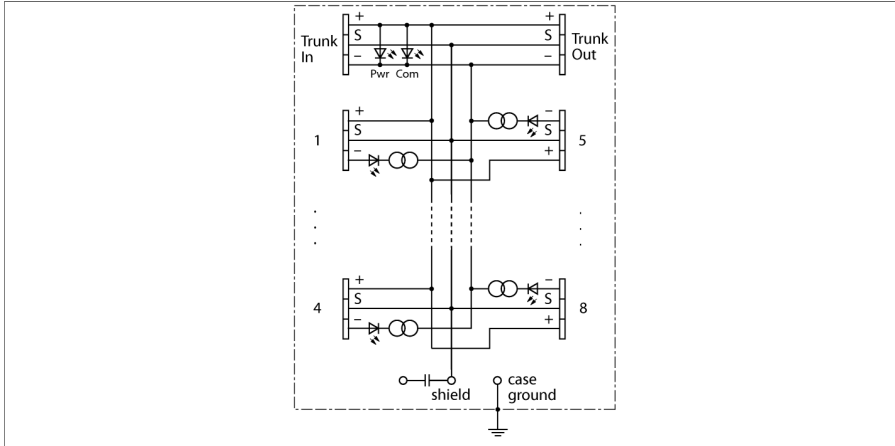 + +
Trunk In S S Trunk Out
− −
Pwr Com
+ −
1 S S 5
− +
+ −
4 S S 8
− +
shield
case ground